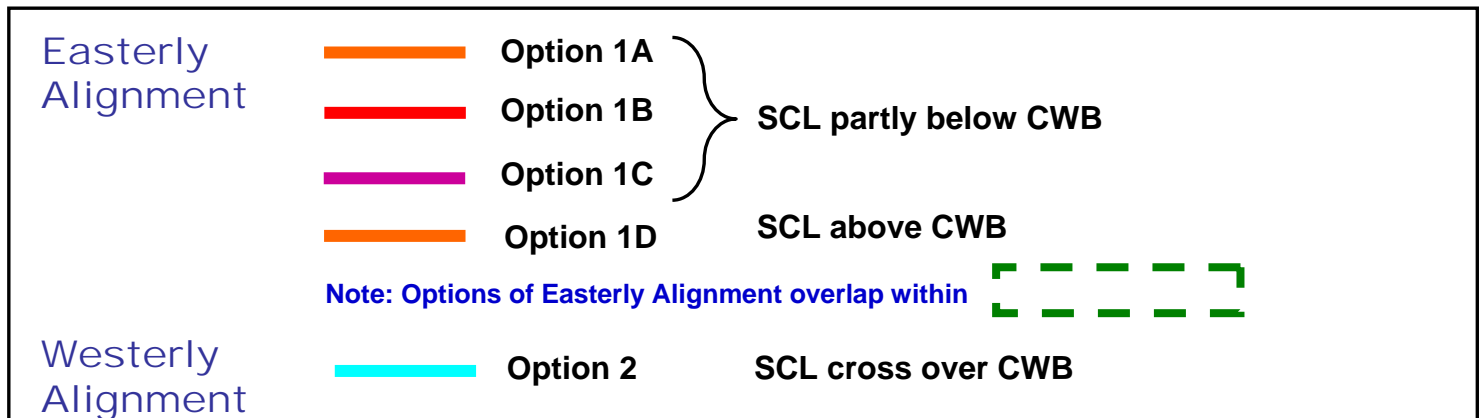 Easterly
Alignment
Option 1A
Option 1B
SCL partly below CWB
Option 1C
Option 1D
SCL above CWB
Note: Options of Easterly Alignment overlap within
Westerly
Alignment
Option 2
SCL cross over CWB